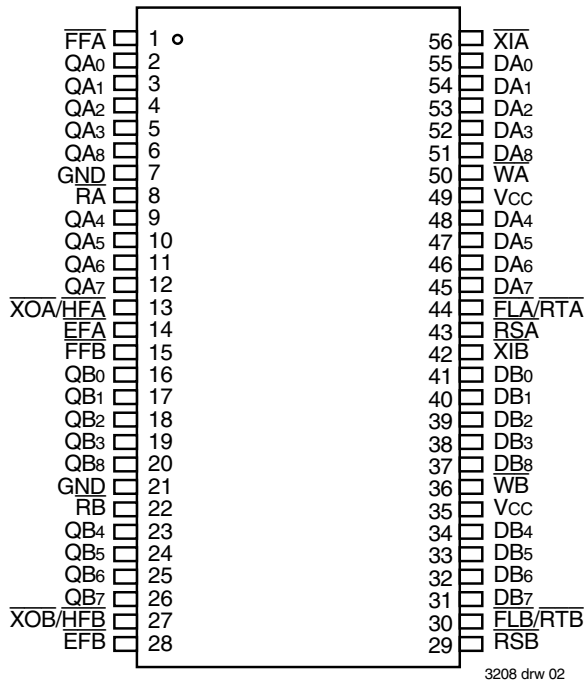 FFA 1 56 XIA
QA0 2 55 DA0
QA1 3 54 DA1
QA2 4 53 DA2
QA3 5 52 DA3
QA8 6 51 DA8
GND 7 50 WA
RA 8 49 VCC
QA4 9 48 DA4
QA5 10 47 DA5
QA6 11 46 DA6
QA7 12 45 DA7
XOA/HFA 13 44 FLA/RTA
EFA 14 43 RSA
FFB 15 42 XIB
QB0 16 41 DB0
QB1 17 40 DB1
QB2 18 39 DB2
QB3 19 38 DB3
QB8 20 37 DB8
GND 21 36 WB
RB 22 35 VCC
QB4 23 34 DB4
QB5 24 33 DB5
QB6 25 32 DB6
QB7 26 31 DB7
XOB/HFB 27 30 FLB/RTB
EFB 28 29 RSB
3208 drw 02